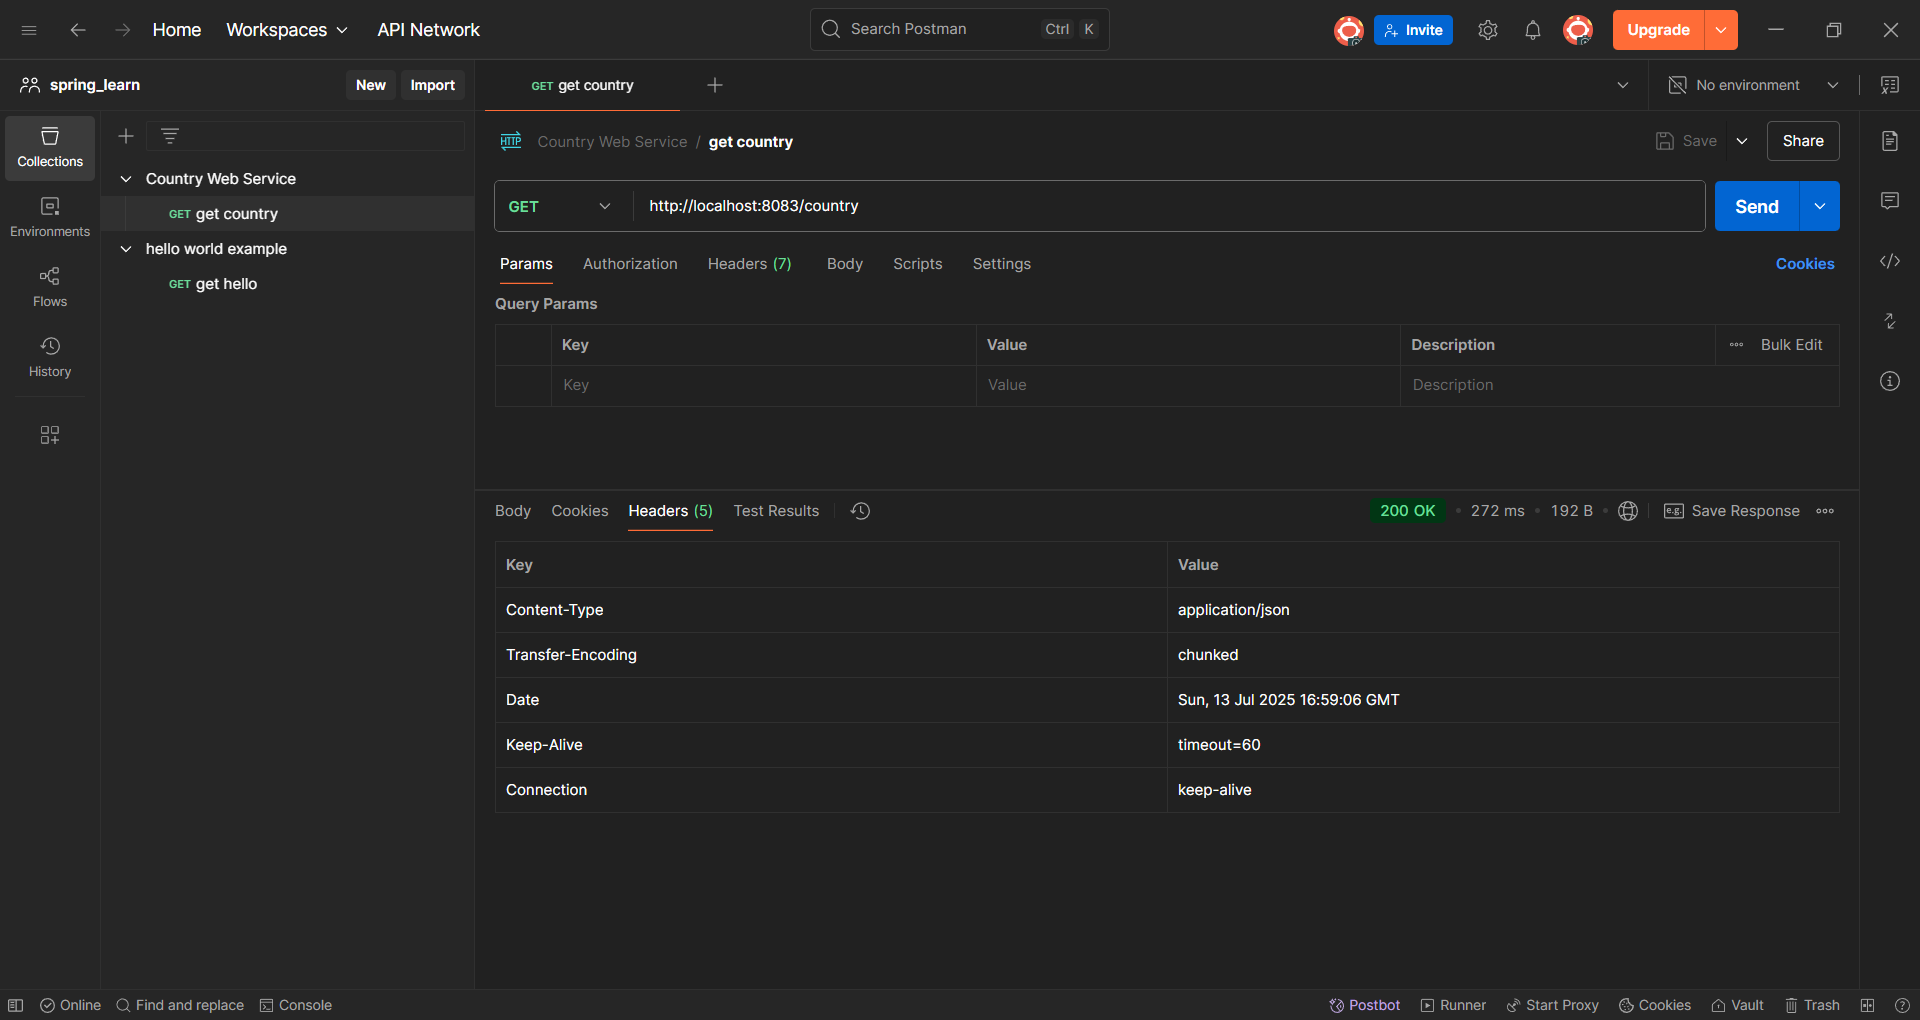 Home Workspaces API Network Search Postman Ctrl K Invite Upgrade
spring_learn New Import GET get country No environment
Collections
Environments
Flows
History
Country Web Service
GET get country
hello world example
GET get hello
HTTP Country Web Service / get country Save Share
GET http://localhost:8083/country Send
Params Authorization Headers (7) Body Scripts Settings Cookies
Query Params
Key Value Description Bulk Edit
Key Value Description
Body Cookies Headers (5) Test Results 200 OK • 272 ms • 192 B • e.g. Save Response
Key Value
Content-Type application/json
Transfer-Encoding chunked
Date Sun, 13 Jul 2025 16:59:06 GMT
Keep-Alive timeout=60
Connection keep-alive
Online Find and replace Console Postbot Runner Start Proxy Cookies Vault Trash